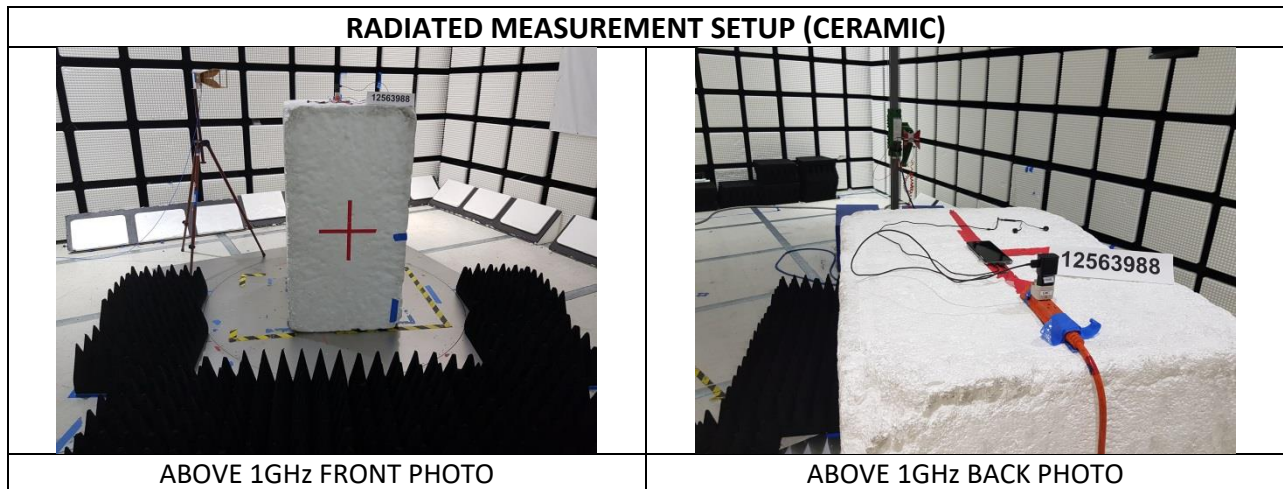 RADIATED MEASUREMENT SETUP (CERAMIC)
12563988
12563988
ABOVE 1GHz FRONT PHOTO
ABOVE 1GHz BACK PHOTO